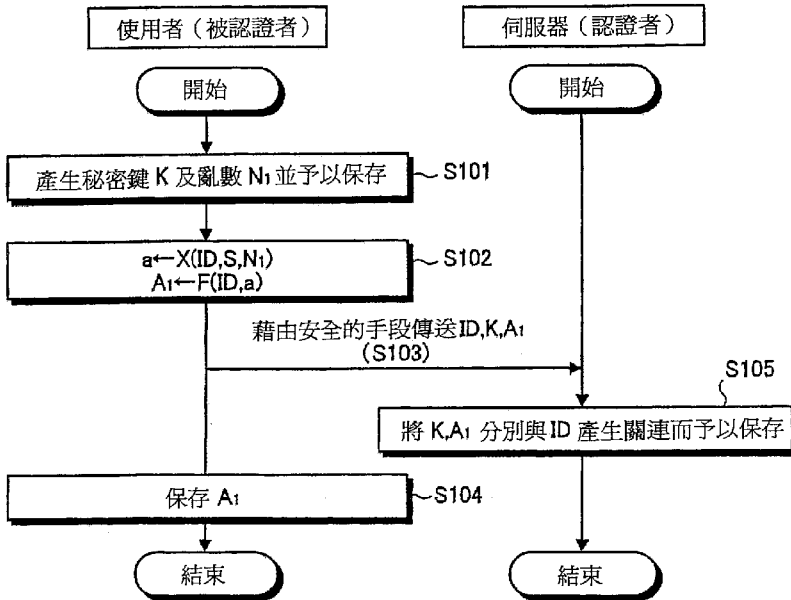 使用者（被認證者）
伺服器（認證者）
開始
開始
產生秘密鍵 K 及亂數 N₁ 並予以保存
S101
a←X(ID,S,N₁)
A₁←F(ID,a)
S102
藉由安全的手段傳送 ID,K,A₁
(S103)
S105
將 K,A₁ 分別與 ID 產生關連而予以保存
保存 A₁
S104
結束
結束